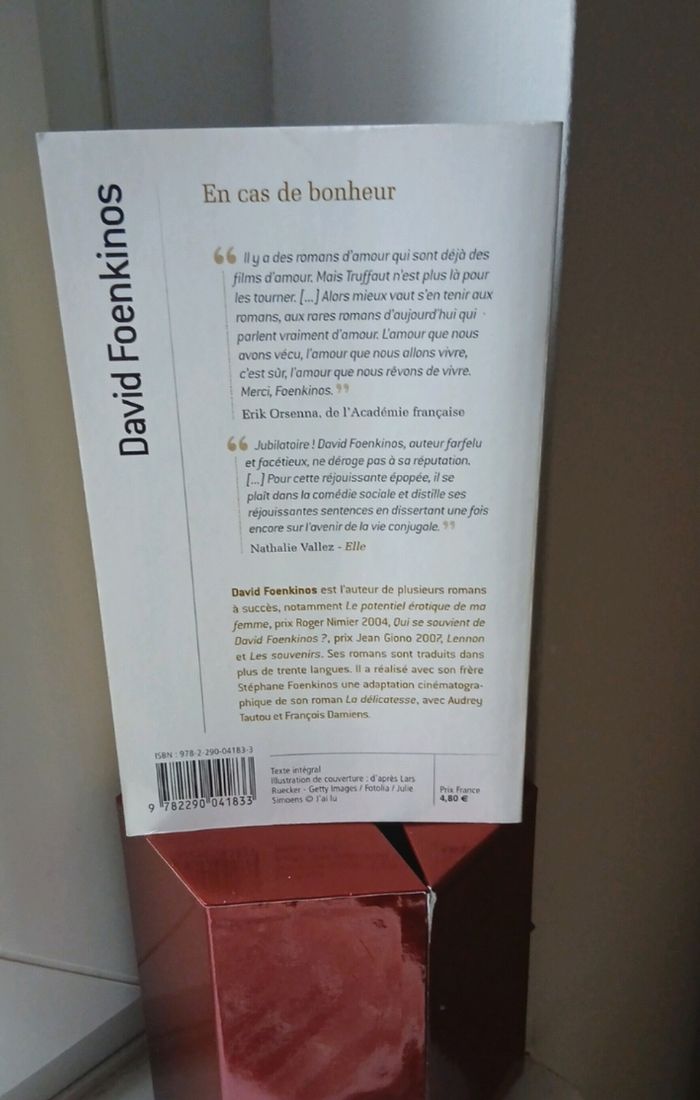 David Foenkinos
En cas de bonheur
“ Il y a des romans d'amour qui sont déjà des
films d'amour. Mais Truffaut n'est plus là pour
les tourner. [...] Alors mieux vaut s'en tenir aux
romans, aux rares romans d'aujourd'hui qui
parlent vraiment d'amour. L'amour que nous
avons vécu, l'amour que nous allons vivre,
c'est sûr, l'amour que nous rêvons de vivre.
Merci, Foenkinos. ”
Erik Orsenna, de l'Académie française
“ Jubilatoire ! David Foenkinos, auteur farfelu
et facétieux, ne déroge pas à sa réputation.
[...] Pour cette réjouissante épopée, il se
plaît dans la comédie sociale et distille ses
réjouissantes sentences en dissertant une fois
encore sur l'avenir de la vie conjugale. ”
Nathalie Vallez - Elle
David Foenkinos est l'auteur de plusieurs romans
à succès, notamment Le potentiel érotique de ma
femme, prix Roger Nimier 2004, Qui se souvient de
David Foenkinos ?, prix Jean Giono 2007, Lennon
et Les souvenirs. Ses romans sont traduits dans
plus de trente langues. Il a réalisé avec son frère
Stéphane Foenkinos une adaptation cinématogra-
phique de son roman La délicatesse, avec Audrey
Tautou et François Damiens.
ISBN : 978-2-290-04183-3
9 782290 041833
Texte intégral
Illustration de couverture : d'après Lars
Ruecker - Getty Images / Fotolia / Julie
Simoens © J'ai lu
Prix France
4,80 €